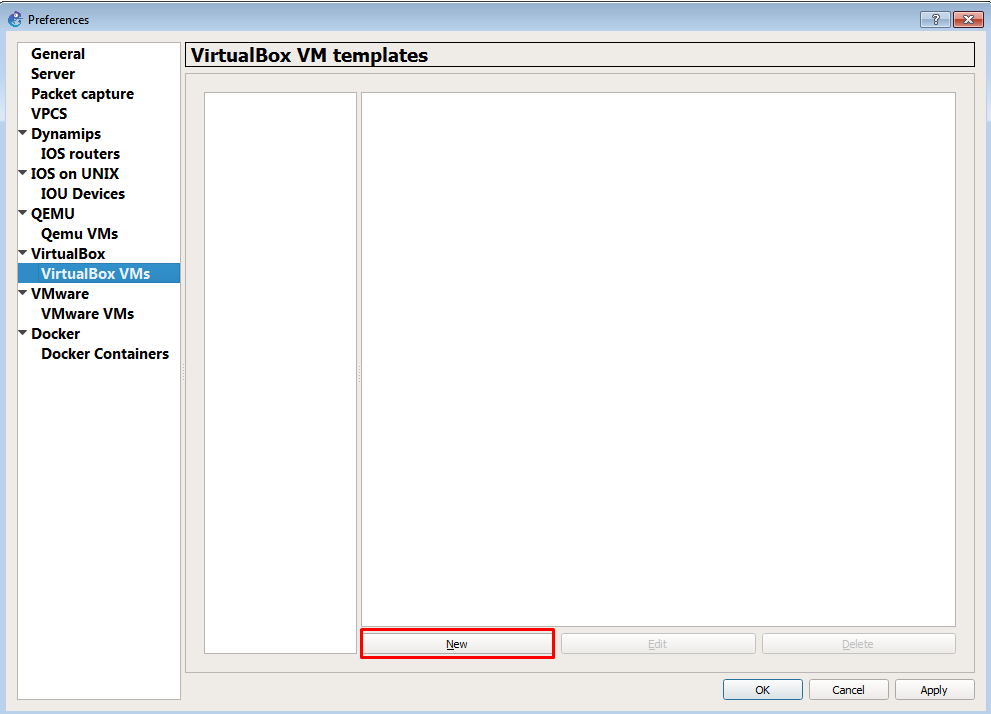 Preferences
?
General
Server
Packet capture
VPCS
Dynamips
IOS routers
IOS on UNIX
IOU Devices
QEMU
Qemu VMs
VirtualBox
VirtualBox VMs
VMware
VMware VMs
Docker
Docker Containers
VirtualBox VM templates
New
Edit
Delete
OK
Cancel
Apply